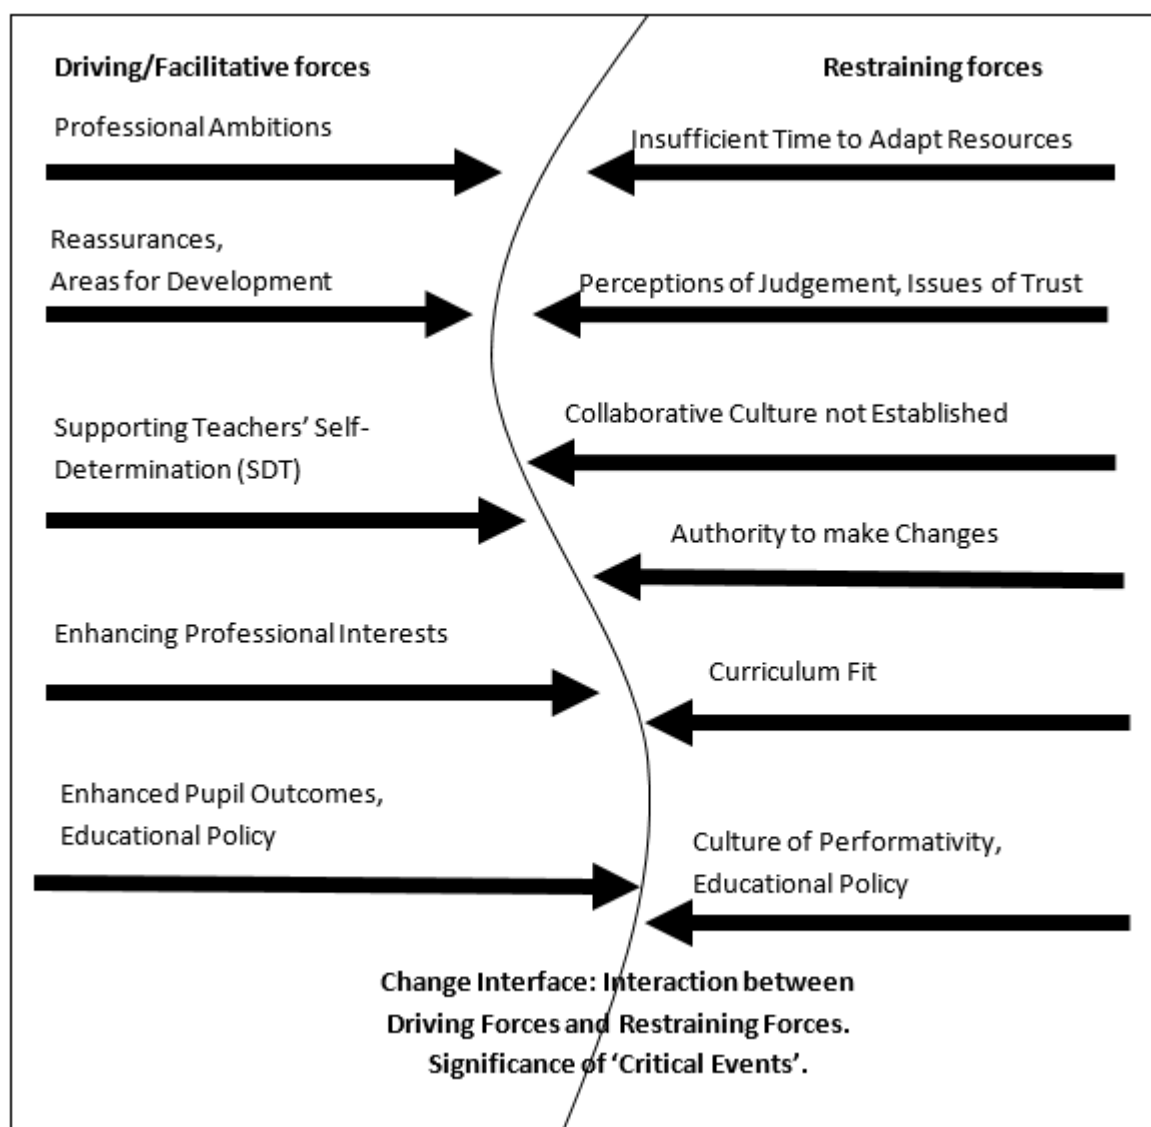 Driving/Facilitative forces
Restraining forces
Professional Ambitions
Insufficient Time to Adapt Resources
Reassurances,
Areas for Development
Perceptions of Judgement, Issues of Trust
Collaborative Culture not Established
Supporting Teachers’ Self-
Determination (SDT)
Authority to make Changes
Enhancing Professional Interests
Curriculum Fit
Enhanced Pupil Outcomes,
Educational Policy
Culture of Performativity,
Educational Policy
Change Interface: Interaction between
Driving Forces and Restraining Forces.
Significance of ‘Critical Events’.